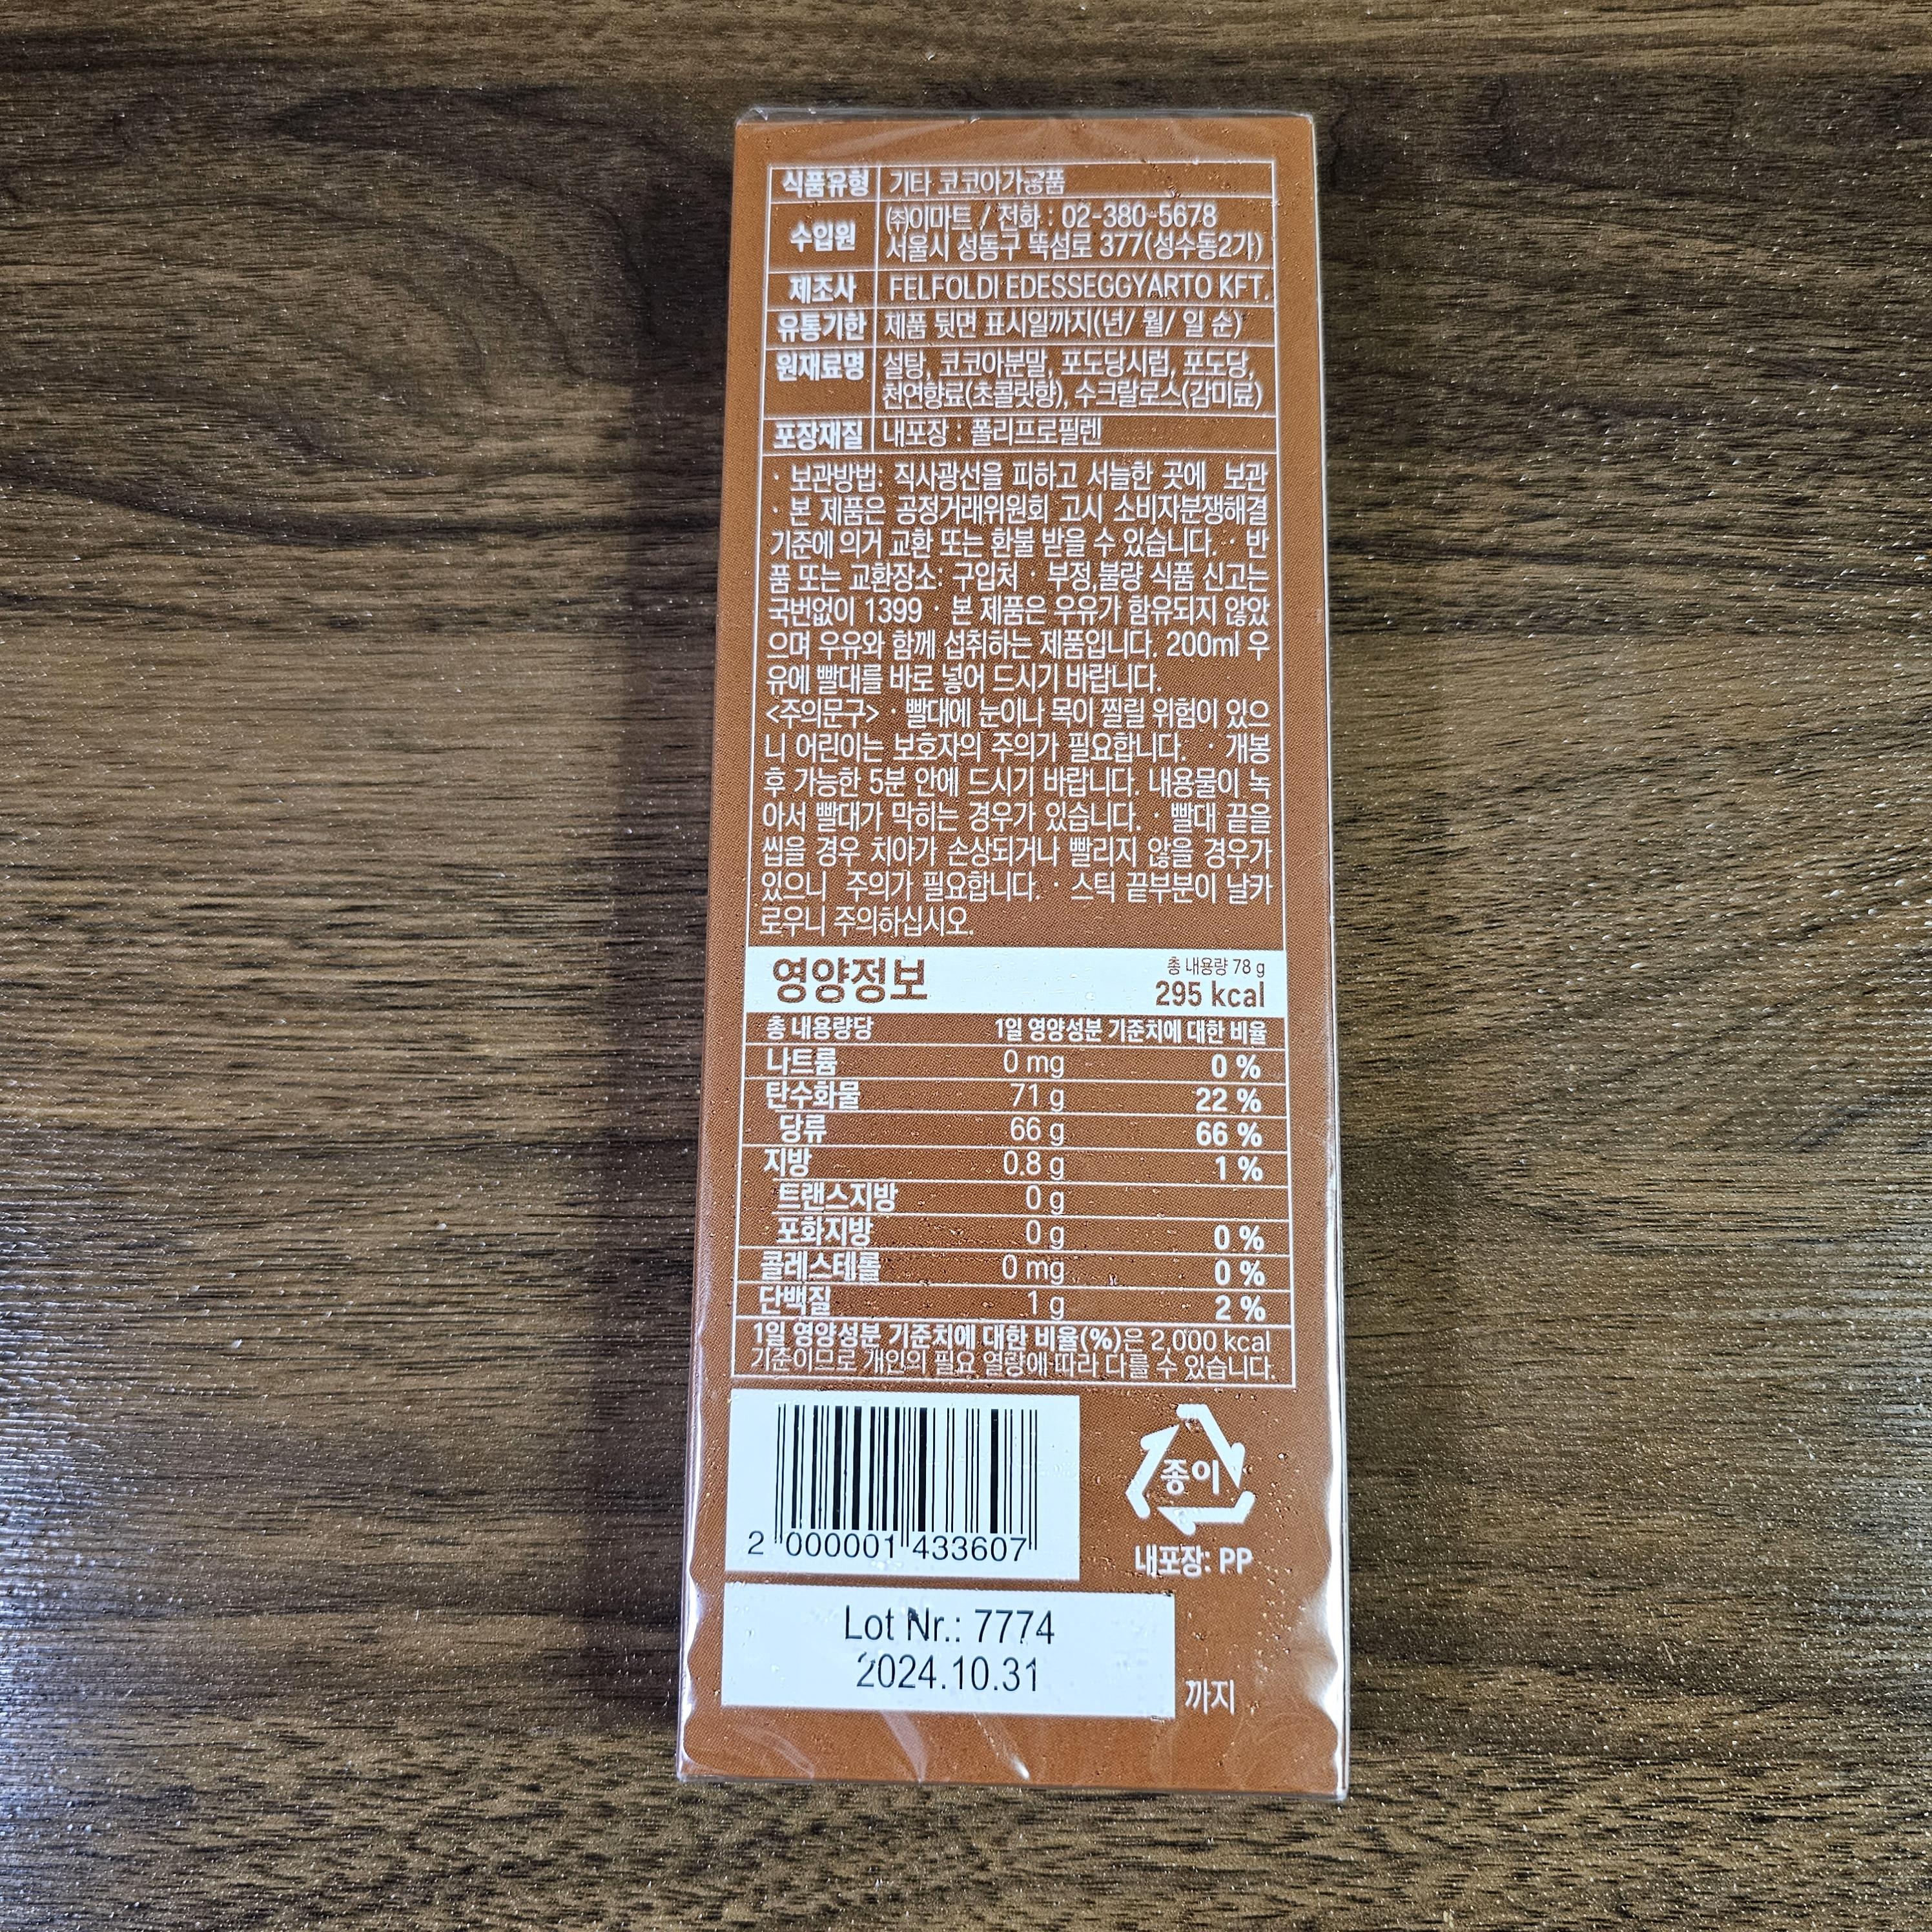 식품유형 기타 코코아가공품
수입원 ㈜이마트 / 전화 : 02-380-5678
서울시 성동구 뚝섬로 377(성수동2가)
제조사 FELFOLDI EDESSEGGYARTO KFT.
유통기한 제품 뒷면 표시일까지(년/ 월/ 일 순)
원재료명 설탕, 코코아분말, 포도당시럽, 포도당,
천연향료(초콜릿향), 수크랄로스(감미료)
포장재질 내포장 : 폴리프로필렌
· 보관방법: 직사광선을 피하고 서늘한 곳에 보관
· 본 제품은 공정거래위원회 고시 소비자분쟁해결
기준에 의거 교환 또는 환불 받을 수 있습니다. · 반
품 또는 교환장소: 구입처 · 부정,불량 식품 신고는
국번없이 1399 · 본 제품은 우유가 함유되지 않았
으며 우유와 함께 섭취하는 제품입니다. 200ml 우
유에 빨대를 바로 넣어 드시기 바랍니다.
<주의문구> · 빨대에 눈이나 목이 찔릴 위험이 있으
니 어린이는 보호자의 주의가 필요합니다. · 개봉
후 가능한 5분 안에 드시기 바랍니다. 내용물이 녹
아서 빨대가 막히는 경우가 있습니다. · 빨대 끝을
씹을 경우 치아가 손상되거나 빨리지 않을 경우가
있으니 주의가 필요합니다. · 스틱 끝부분이 날카
로우니 주의하십시오.
영양정보 총 내용량 78 g
295 kcal
총 내용량당 1일 영양성분 기준치에 대한 비율
나트륨 0 mg 0 %
탄수화물 71 g 22 %
당류 66 g 66 %
지방 0.8 g 1 %
트랜스지방 0 g
포화지방 0 g 0 %
콜레스테롤 0 mg 0 %
단백질 1 g 2 %
1일 영양성분 기준치에 대한 비율(%)은 2,000 kcal
기준이므로 개인의 필요 열량에 따라 다를 수 있습니다.
종이
2 000001 433607
내포장: PP
Lot Nr.: 7774
2024.10.31
까지